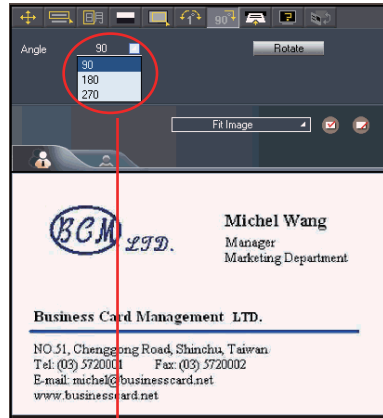 90°
?
Angle 90 Rotate
90
180
270
Fit Image
BCM LTD.
Michel Wang
Manager
Marketing Department
Business Card Management LTD.
NO.51, Chenggong Road, Shinchu, Taiwan
Tel: (03) 5720001 Fax: (03) 5720002
E-mail: michel@businesscard.net
www.businesscard.net